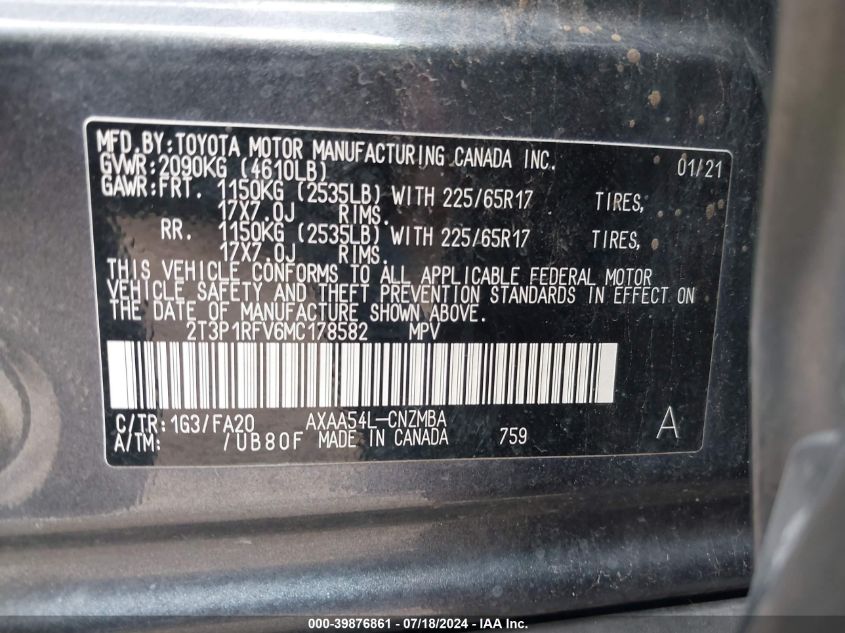 MFD.BY:TOYOTA MOTOR MANUFACTURING CANADA INC. 01/21
GVWR:2090KG (4610LB)
GAWR:FRT. 1150KG (2535LB) WITH 225/65R17 TIRES,
17X7.0J RIMS.
RR. 1150KG (2535LB) WITH 225/65R17 TIRES,
17X7.0J RIMS.
THIS VEHICLE CONFORMS TO ALL APPLICABLE FEDERAL MOTOR
VEHICLE SAFETY AND THEFT PREVENTION STANDARDS IN EFFECT ON
THE DATE OF MANUFACTURE SHOWN ABOVE.
2T3P1RFV6MC178582 MPV
C/TR:1G3/FA20 AXAA54L-CNZMBA A
A/TM: /UB80F MADE IN CANADA 759
000-39876861 - 07/18/2024 - IAA Inc.